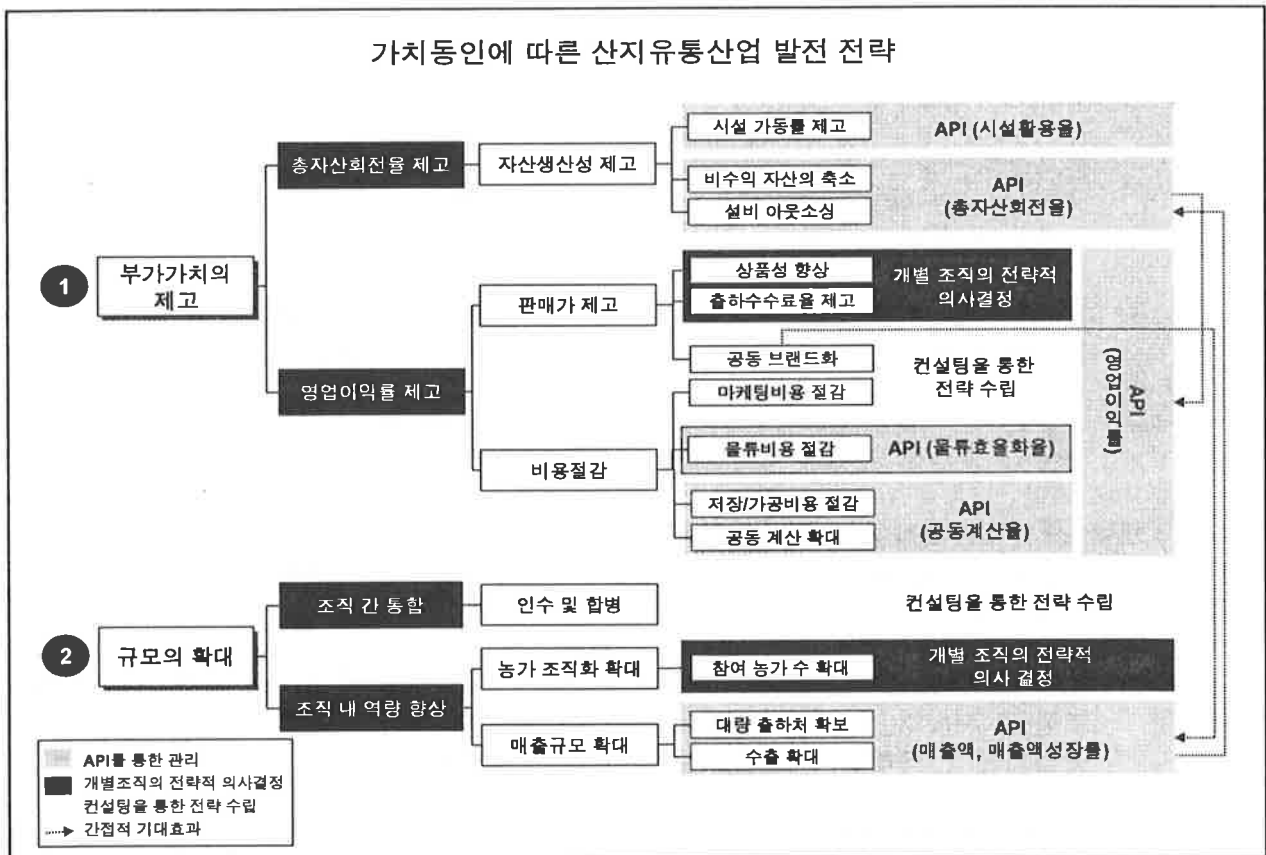 가치동인에 따른 산지유통산업 발전 전략
1
부가가치의
제고
총자산회전율 제고
자산생산성 제고
시설 가동률 제고
API (시설활용율)
비수익 자산의 축소
설비 아웃소싱
API
(총자산회전율)
영업이익률 제고
판매가 제고
상품성 향상
출하수수료율 제고
개별 조직의 전략적
의사결정
공동 브랜드화
마케팅비용 절감
컨설팅을 통한
전략 수립
비용절감
물류비용 절감
API (물류효율화율)
저장/가공비용 절감
공동 계산 확대
API
(공동계산율)
API
(영업이익률)
2
규모의 확대
조직 간 통합
인수 및 합병
컨설팅을 통한 전략 수립
조직 내 역량 향상
농가 조직화 확대
참여 농가 수 확대
개별 조직의 전략적
의사 결정
매출규모 확대
대량 출하처 확보
수출 확대
API
(매출액, 매출액성장률)
API를 통한 관리
개별조직의 전략적 의사결정
컨설팅을 통한 전략 수립
간접적 기대효과